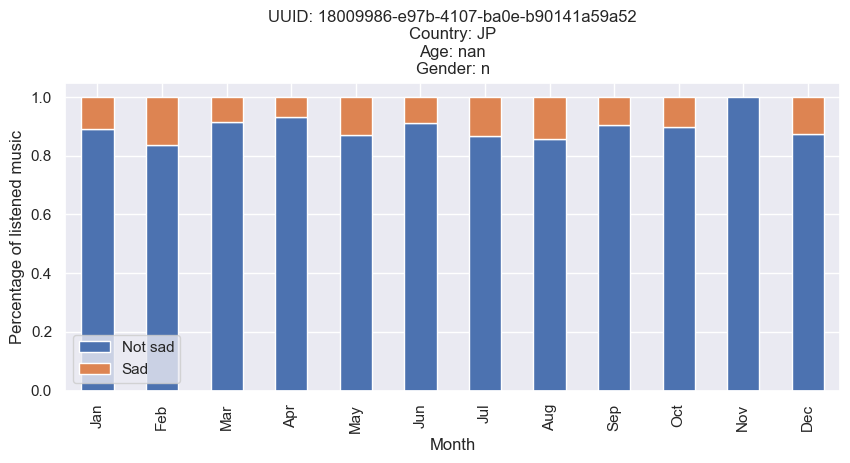 UUID: 18009986-e97b-4107-ba0e-b90141a59a52
Country: JP
Age: nan
Gender: n
Percentage of listened music
1.0
0.8
0.6
0.4
0.2
0.0
Not sad
Sad
Jan
Feb
Mar
Apr
May
Jun
Jul
Aug
Sep
Oct
Nov
Dec
Month